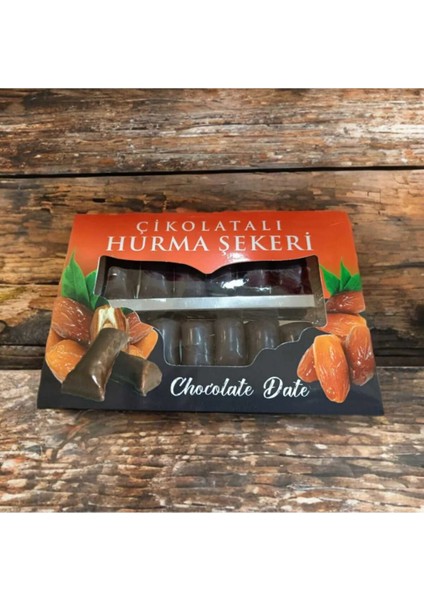 ÇİKOLATALI
HURMA ŞEKERİ
Chocolate Date